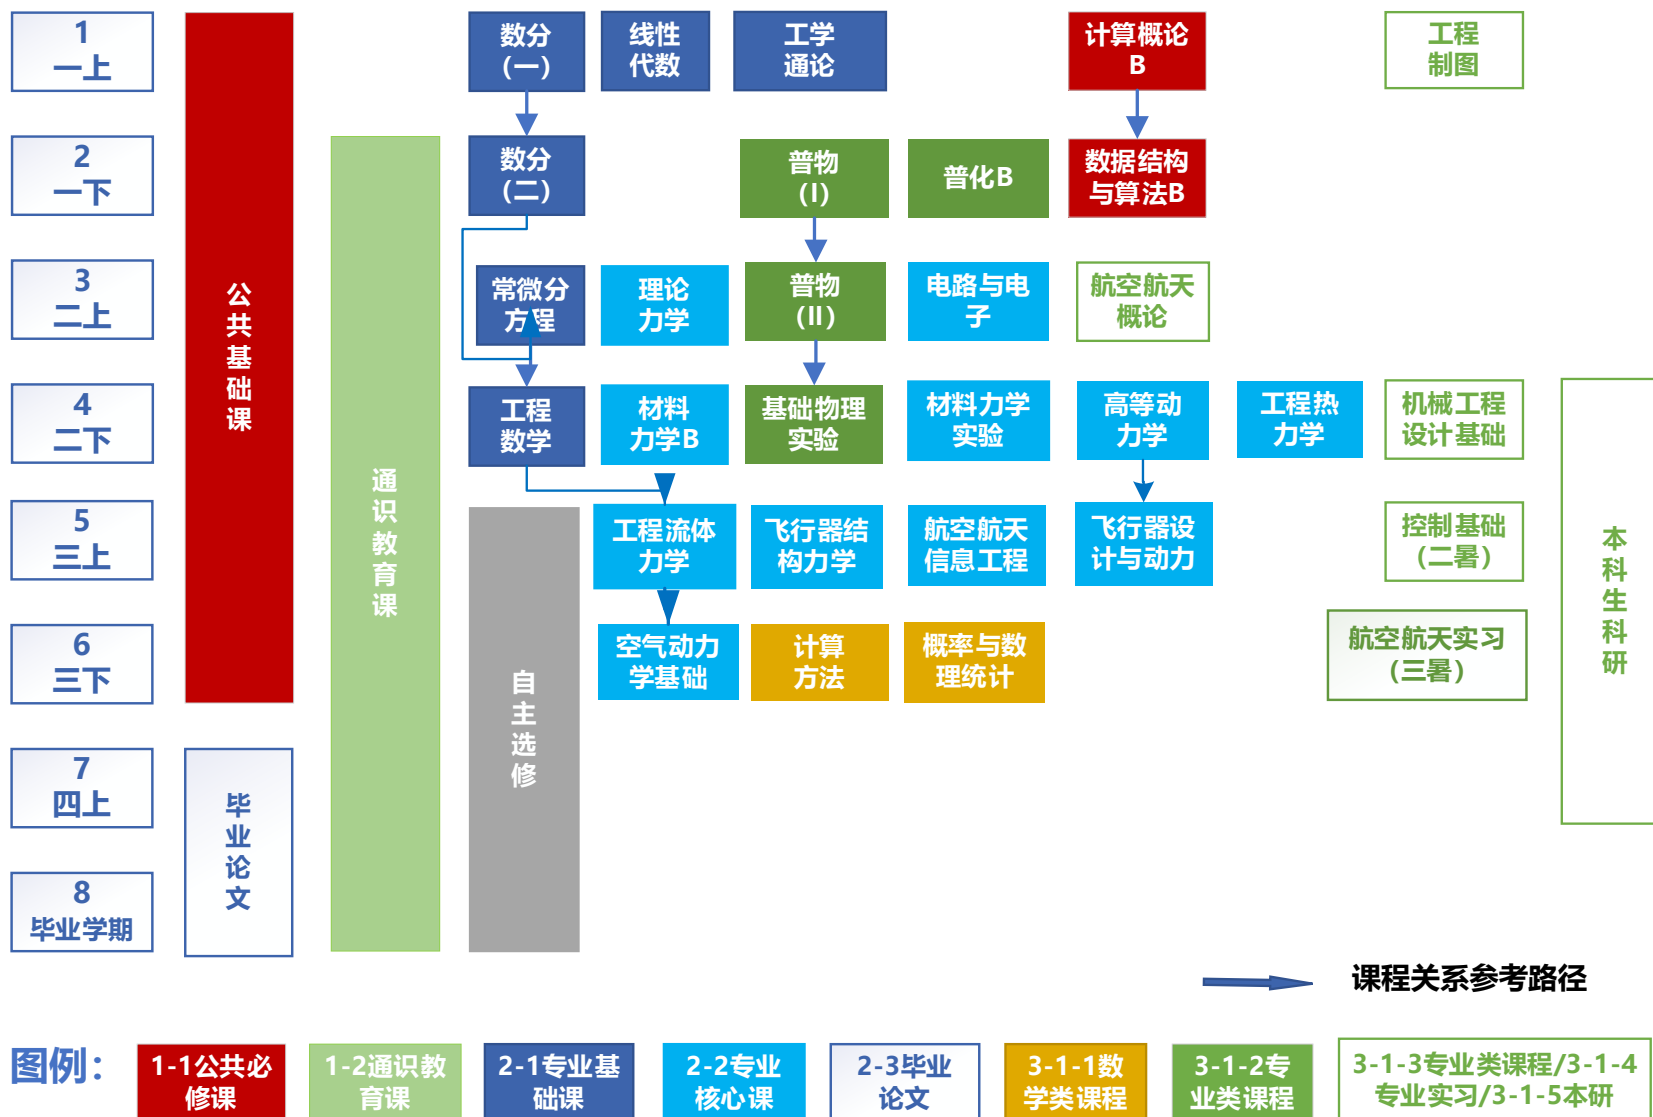 1
一上
数分
（一）
线性
代数
工学
通论
计算概论
B
工程
制图
2
一下
数分
（二）
普物
（I）
普化B
数据结构
与算法B
3
二上
常微分
方程
理论
力学
普物
（II）
电路与电
子
航空航天
概论
公
共
基
础
课
4
二下
工程
数学
材料
力学B
基础物理
实验
材料力学
实验
高等动
力学
工程热
力学
机械工程
设计基础
通
识
教
育
课
5
三上
工程流体
力学
飞行器结
构力学
航空航天
信息工程
飞行器设
计与动力
控制基础
（二暑）
本
科
生
科
研
6
三下
空气动力
学基础
计算
方法
概率与数
理统计
航空航天实习
（三暑）
自
主
选
修
7
四上
毕
业
论
文
8
毕业学期
课程关系参考路径
图例：
1-1公共必
修课
1-2通识教
育课
2-1专业基
础课
2-2专业
核心课
2-3毕业
论文
3-1-1数
学类课程
3-1-2专
业类课程
3-1-3专业类课程/3-1-4
专业实习/3-1-5本研